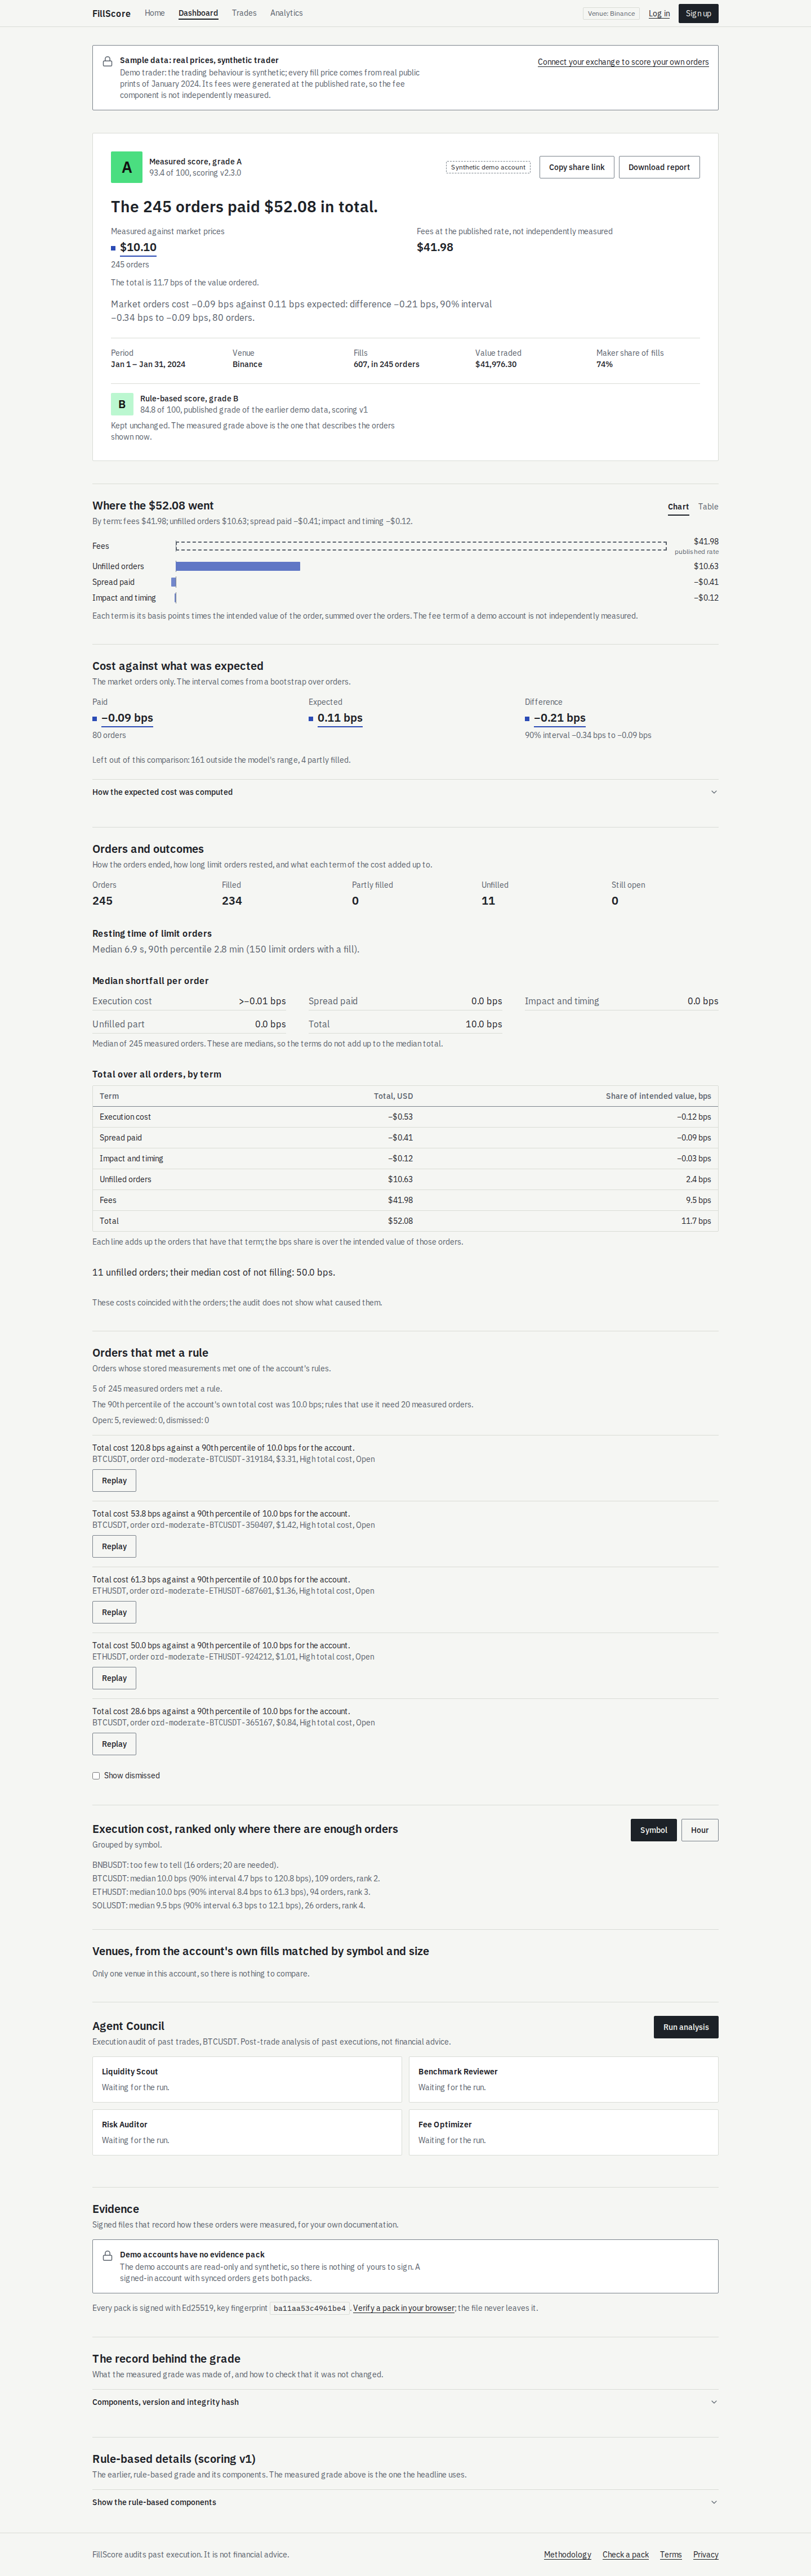 FillScore Home Dashboard Trades Analytics Venue: Binance Log in Sign up
Sample data: real prices, synthetic trader
Demo trader: the trading behaviour is synthetic; every fill price comes from real public
prints of January 2024. Its fees were generated at the published rate, so the fee
component is not independently measured.
Connect your exchange to score your own orders
A
Measured score, grade A
93.4 of 100, scoring v2.3.0
Synthetic demo account Copy share link Download report
The 245 orders paid $52.08 in total.
Measured against market prices Fees at the published rate, not independently measured
$10.10 $41.98
245 orders
The total is 11.7 bps of the value ordered.
Market orders cost −0.09 bps against 0.11 bps expected: difference −0.21 bps, 90% interval
−0.34 bps to −0.09 bps, 80 orders.
Period Venue Fills Value traded Maker share of fills
Jan 1 – Jan 31, 2024 Binance 607, in 245 orders $41,976.30 74%
B
Rule-based score, grade B
84.8 of 100, published grade of the earlier demo data, scoring v1
Kept unchanged. The measured grade above is the one that describes the orders
shown now.
Where the $52.08 went Chart Table
By term: fees $41.98; unfilled orders $10.63; spread paid −$0.41; impact and timing −$0.12.
Fees $41.98
published rate
Unfilled orders $10.63
Spread paid −$0.41
Impact and timing −$0.12
Each term is its basis points times the intended value of the order, summed over the orders. The fee term of a demo account is not independently measured.
Cost against what was expected
The market orders only. The interval comes from a bootstrap over orders.
Paid Expected Difference
−0.09 bps 0.11 bps −0.21 bps
80 orders 90% interval −0.34 bps to −0.09 bps
Left out of this comparison: 161 outside the model's range, 4 partly filled.
How the expected cost was computed
Orders and outcomes
How the orders ended, how long limit orders rested, and what each term of the cost added up to.
Orders Filled Partly filled Unfilled Still open
245 234 0 11 0
Resting time of limit orders
Median 6.9 s, 90th percentile 2.8 min (150 limit orders with a fill).
Median shortfall per order
Execution cost >−0.01 bps Spread paid 0.0 bps Impact and timing 0.0 bps
Unfilled part 0.0 bps Total 10.0 bps
Median of 245 measured orders. These are medians, so the terms do not add up to the median total.
Total over all orders, by term
Term Total, USD Share of intended value, bps
Execution cost −$0.53 −0.12 bps
Spread paid −$0.41 −0.09 bps
Impact and timing −$0.12 −0.03 bps
Unfilled orders $10.63 2.4 bps
Fees $41.98 9.5 bps
Total $52.08 11.7 bps
Each line adds up the orders that have that term; the bps share is over the intended value of those orders.
11 unfilled orders; their median cost of not filling: 50.0 bps.
These costs coincided with the orders; the audit does not show what caused them.
Orders that met a rule
Orders whose stored measurements met one of the account's rules.
5 of 245 measured orders met a rule.
The 90th percentile of the account's own total cost was 10.0 bps; rules that use it need 20 measured orders.
Open: 5, reviewed: 0, dismissed: 0
Total cost 120.8 bps against a 90th percentile of 10.0 bps for the account.
BTCUSDT, order ord-moderate-BTCUSDT-319184, $3.31, High total cost, Open
Replay
Total cost 53.8 bps against a 90th percentile of 10.0 bps for the account.
BTCUSDT, order ord-moderate-BTCUSDT-350407, $1.42, High total cost, Open
Replay
Total cost 61.3 bps against a 90th percentile of 10.0 bps for the account.
ETHUSDT, order ord-moderate-ETHUSDT-687601, $1.36, High total cost, Open
Replay
Total cost 50.0 bps against a 90th percentile of 10.0 bps for the account.
ETHUSDT, order ord-moderate-ETHUSDT-924212, $1.01, High total cost, Open
Replay
Total cost 28.6 bps against a 90th percentile of 10.0 bps for the account.
BTCUSDT, order ord-moderate-BTCUSDT-365167, $0.84, High total cost, Open
Replay
Show dismissed
Execution cost, ranked only where there are enough orders Symbol Hour
Grouped by symbol.
BNBUSDT: too few to tell (16 orders; 20 are needed).
BTCUSDT: median 10.0 bps (90% interval 4.7 bps to 120.8 bps), 109 orders, rank 2.
ETHUSDT: median 10.0 bps (90% interval 8.4 bps to 61.3 bps), 94 orders, rank 3.
SOLUSDT: median 9.5 bps (90% interval 6.3 bps to 12.1 bps), 26 orders, rank 4.
Venues, from the account's own fills matched by symbol and size
Only one venue in this account, so there is nothing to compare.
Agent Council Run analysis
Execution audit of past trades, BTCUSDT. Post-trade analysis of past executions, not financial advice.
Liquidity Scout Benchmark Reviewer
Waiting for the run. Waiting for the run.
Risk Auditor Fee Optimizer
Waiting for the run. Waiting for the run.
Evidence
Signed files that record how these orders were measured, for your own documentation.
Demo accounts have no evidence pack
The demo accounts are read-only and synthetic, so there is nothing of yours to sign. A
signed-in account with synced orders gets both packs.
Every pack is signed with Ed25519, key fingerprint ba11aa53c4961be4. Verify a pack in your browser; the file never leaves it.
The record behind the grade
What the measured grade was made of, and how to check that it was not changed.
Components, version and integrity hash
Rule-based details (scoring v1)
The earlier, rule-based grade and its components. The measured grade above is the one the headline uses.
Show the rule-based components
FillScore audits past execution. It is not financial advice. Methodology Check a pack Terms Privacy